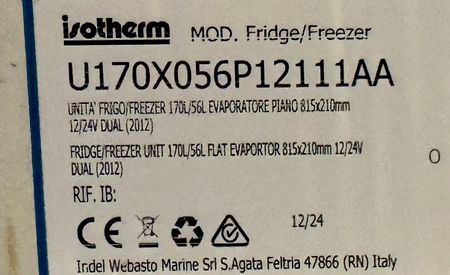 isotherm MOD. Fridge/Freezer
U170X056P12111AA
UNITA' FRIGO/FREEZER 170L/56L EVAPORATORE PIANO 815x210mm
12/24V DUAL (2012)
FRIDGE/FREEZER UNIT 170L/56L FLAT EVAPORTOR 815x210mm 12/24V
DUAL (2012)
RIF. IB:
CE 12/24
Indel Webasto Marine Srl S.Agata Feltria 47866 (RN) Italy